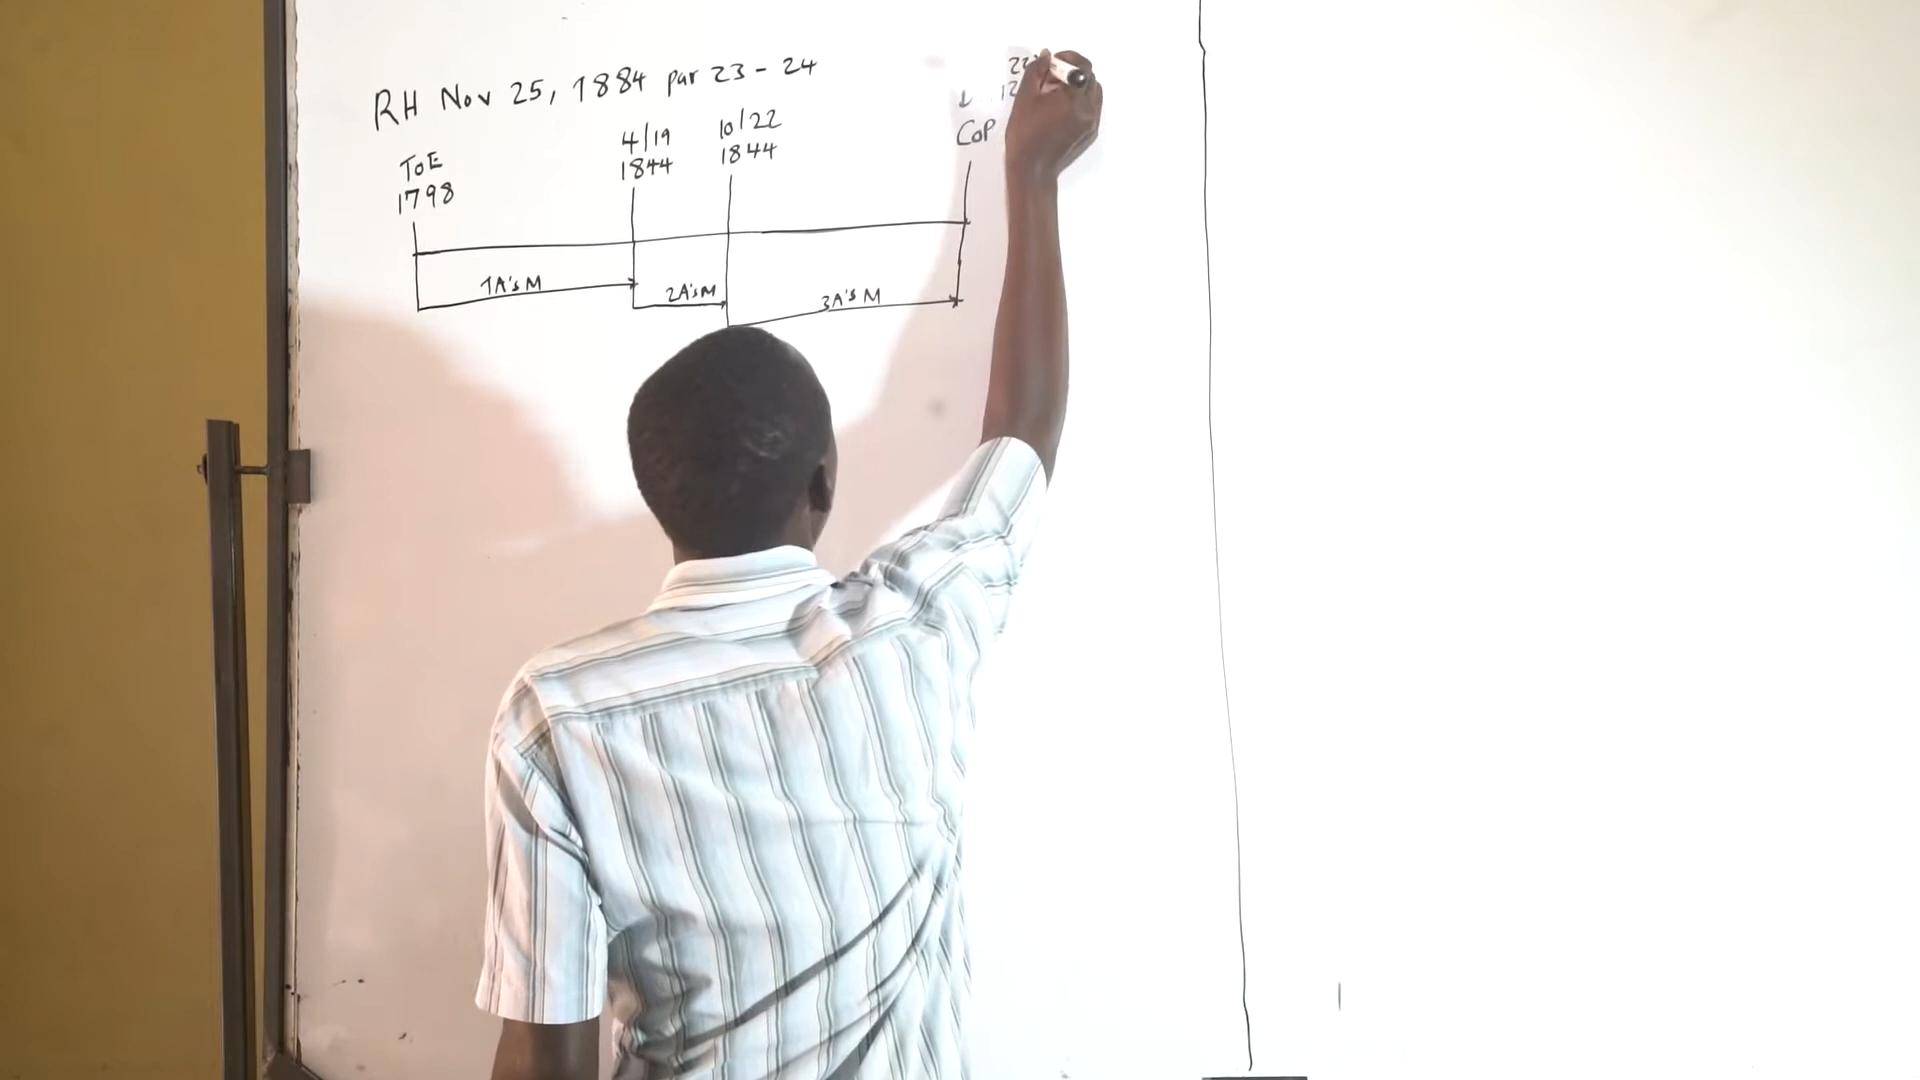 RH Nov 25, 1884 par 23-24
ToE
1798
4/19
1844
10/22
1844
CoP
1A's M
2A's M
3A's M